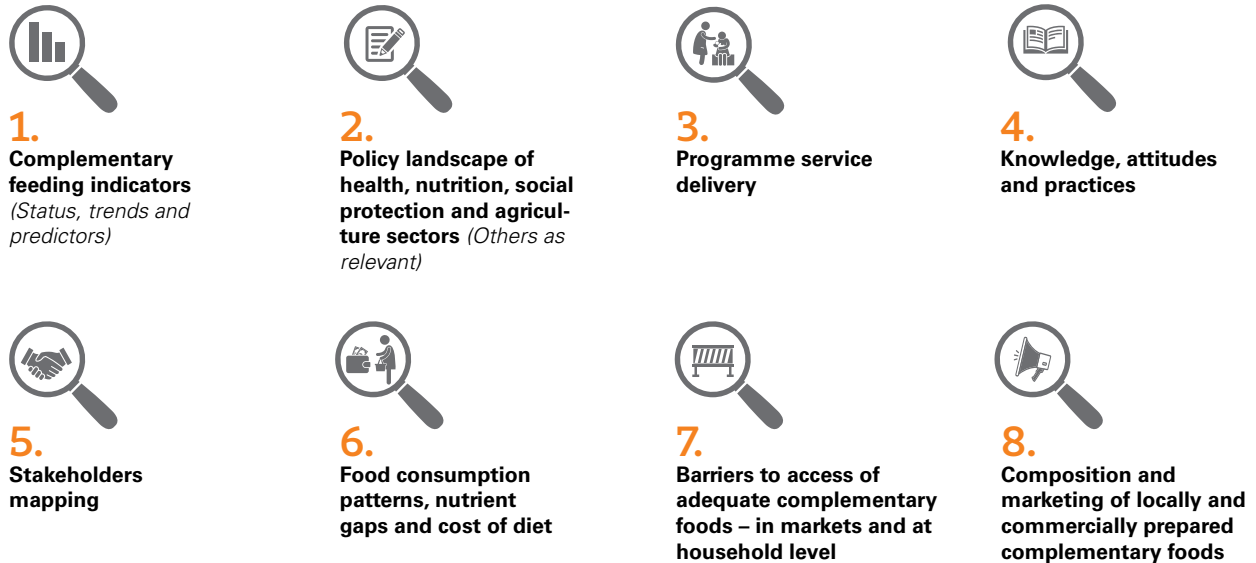 1.
Complementary
feeding indicators
(Status, trends and
predictors)
2.
Policy landscape of
health, nutrition, social
protection and agricul-
ture sectors (Others as
relevant)
3.
Programme service
delivery
4.
Knowledge, attitudes
and practices
5.
Stakeholders
mapping
6.
Food consumption
patterns, nutrient
gaps and cost of diet
7.
Barriers to access of
adequate complementary
foods – in markets and at
household level
8.
Composition and
marketing of locally and
commercially prepared
complementary foods